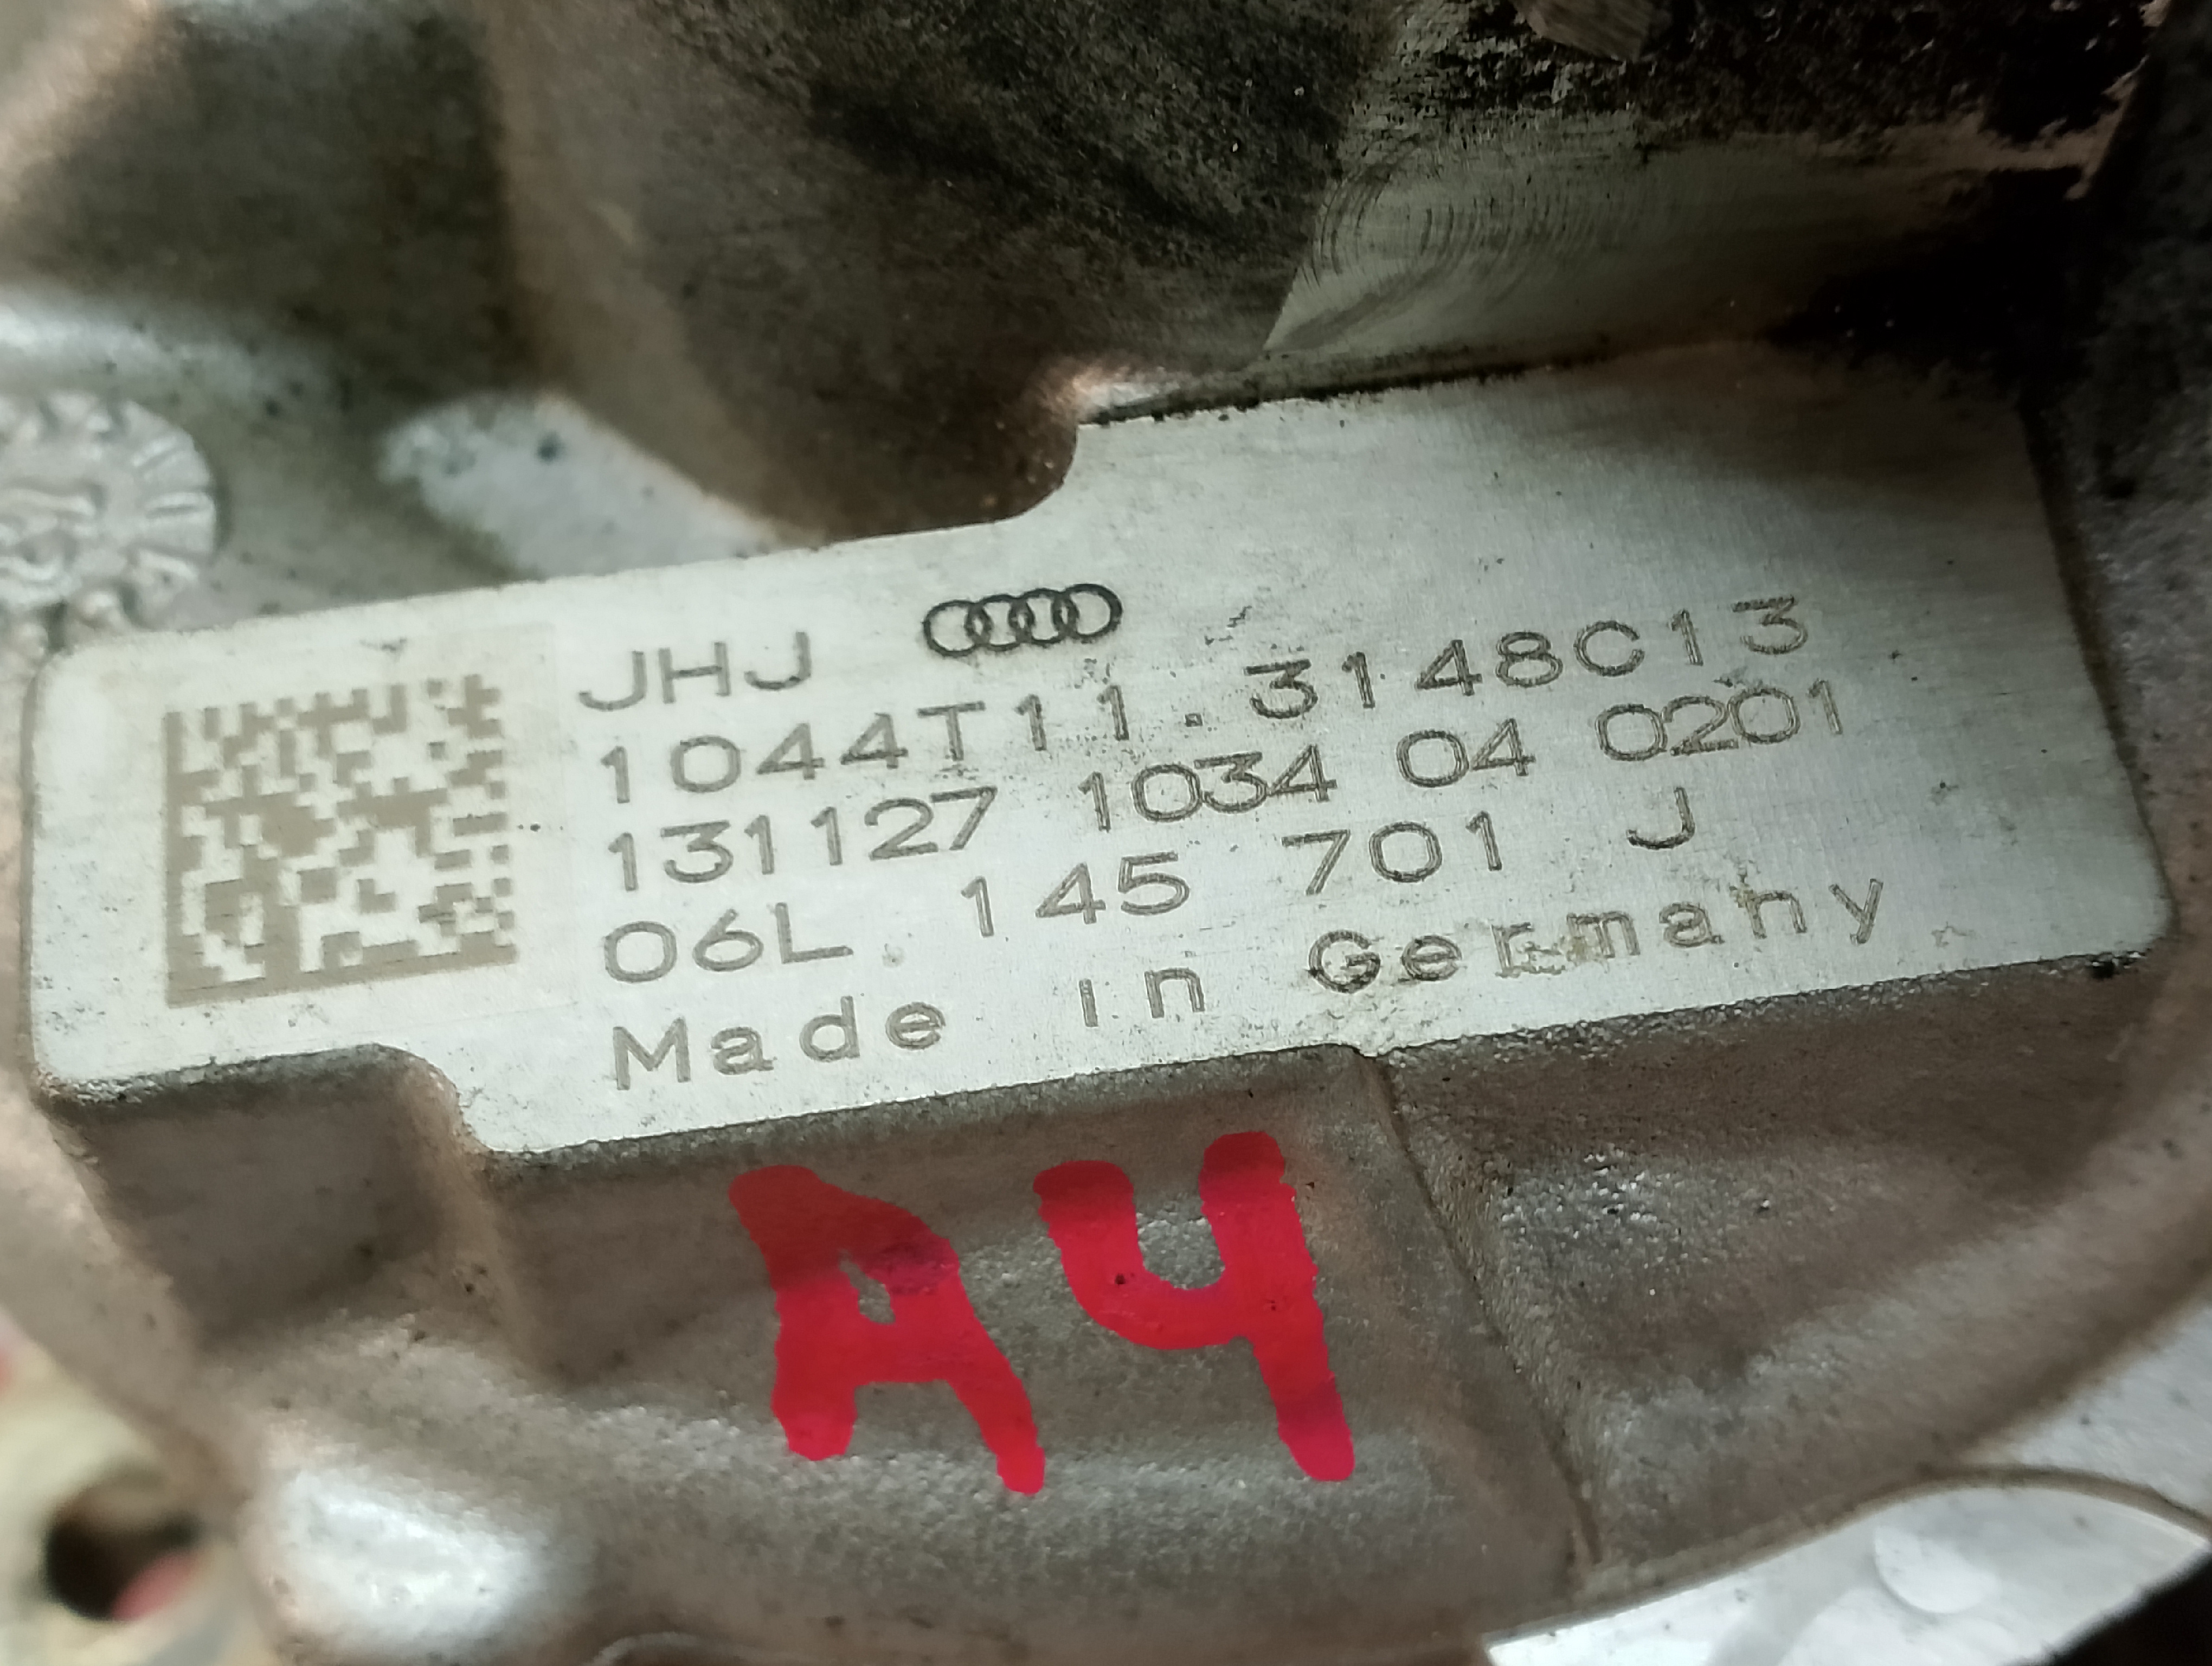 JHJ
1044T11.3148C13
131127 1034 04 0201
06L 145 701 J
Made in Germany
A4